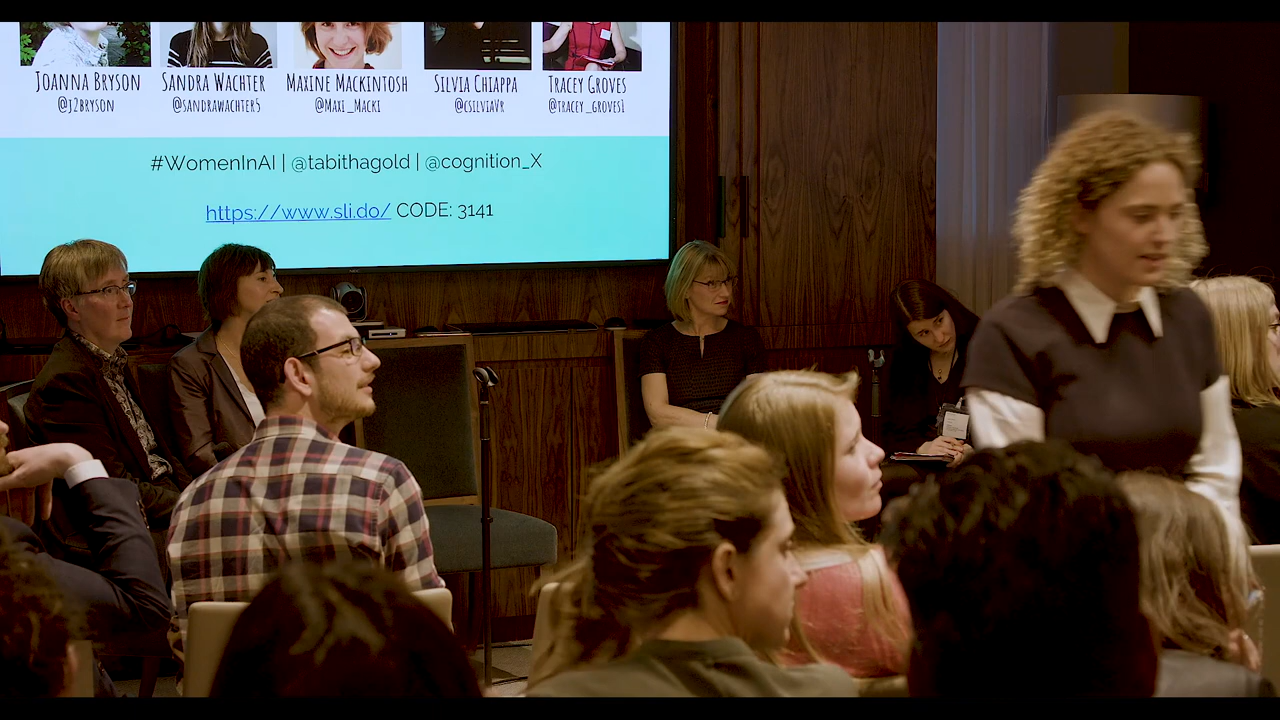 JOANNA BRYSON SANDRA WACHTER MAXINE MACKINTOSH SILVIA CHIAPPA TRACEY GROVES
@J2BRYSON @SANDRAWACHTER5 @MAXI_MACKI @CSILVIAVR @TRACEY_GROVES1
#WomenInAI | @tabithagold | @cognition_X
https://www.sli.do/ CODE: 3141